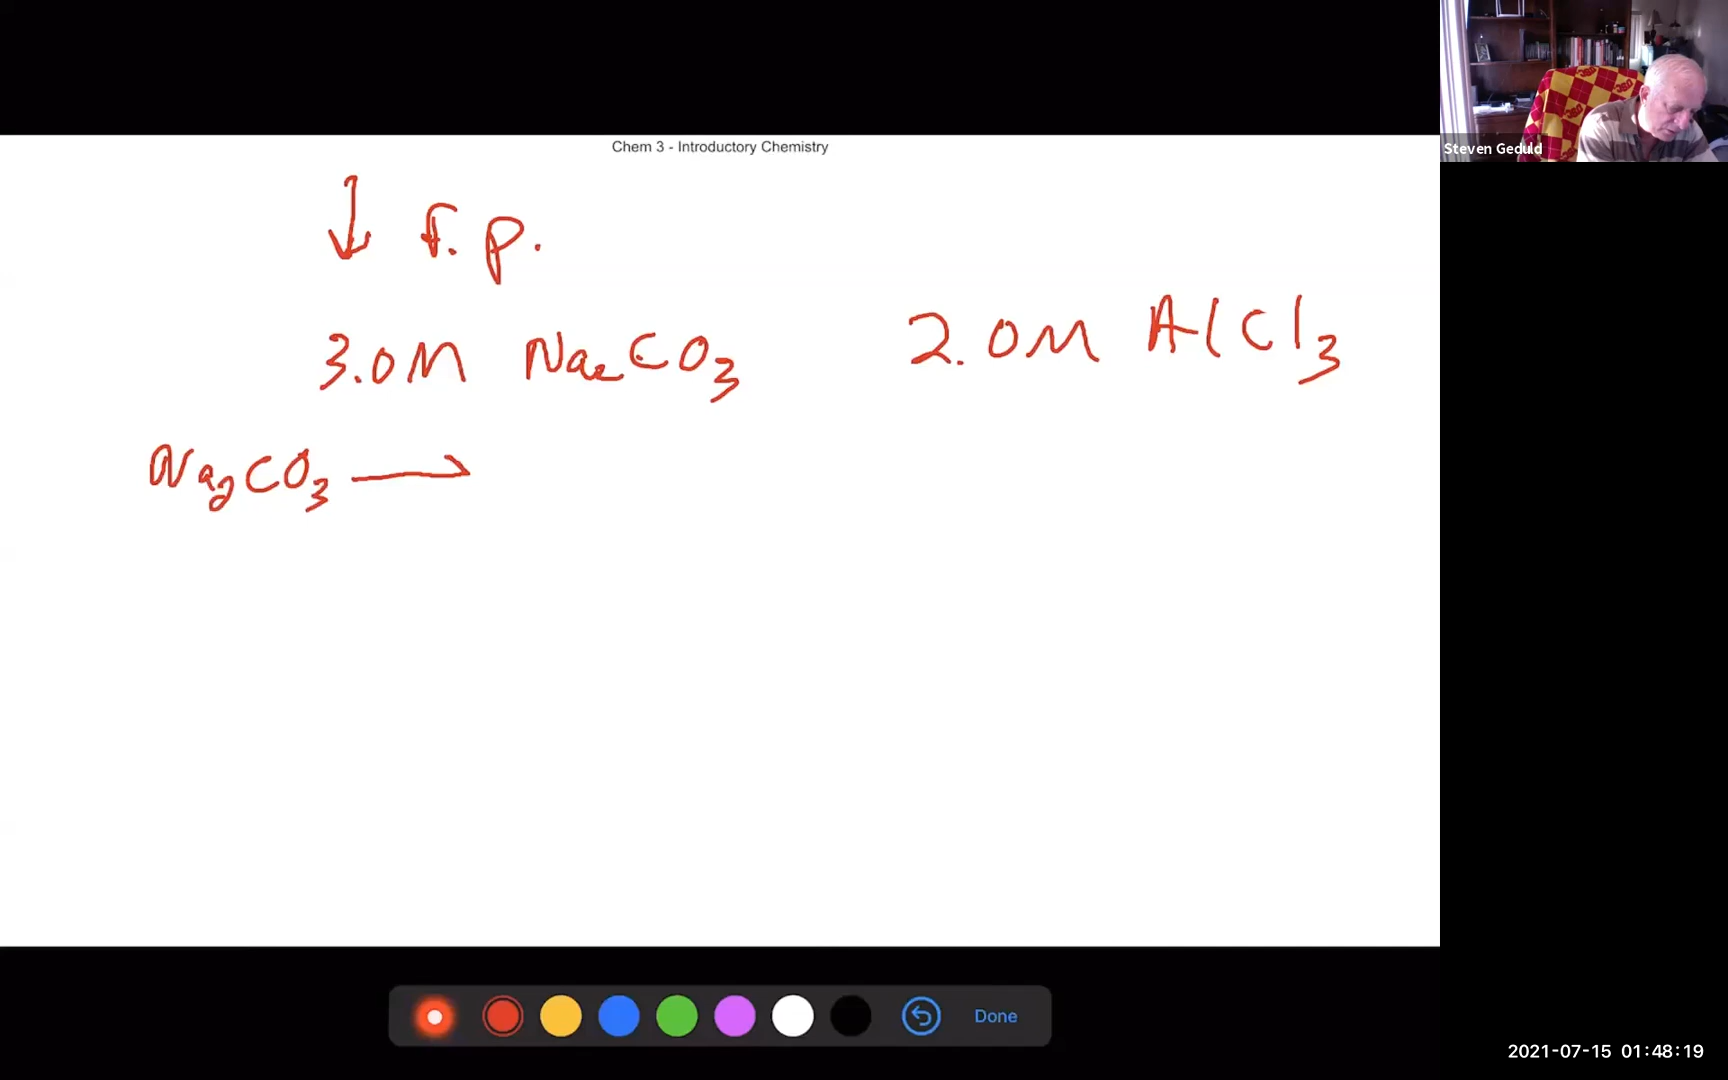 Chem 3 - Introductory Chemistry
Steven Geduld
↓ f.p.
3.0M Na₂CO₃ 2.0M AlCl₃
Na₂CO₃ →
Done
2021-07-15 01:48:19